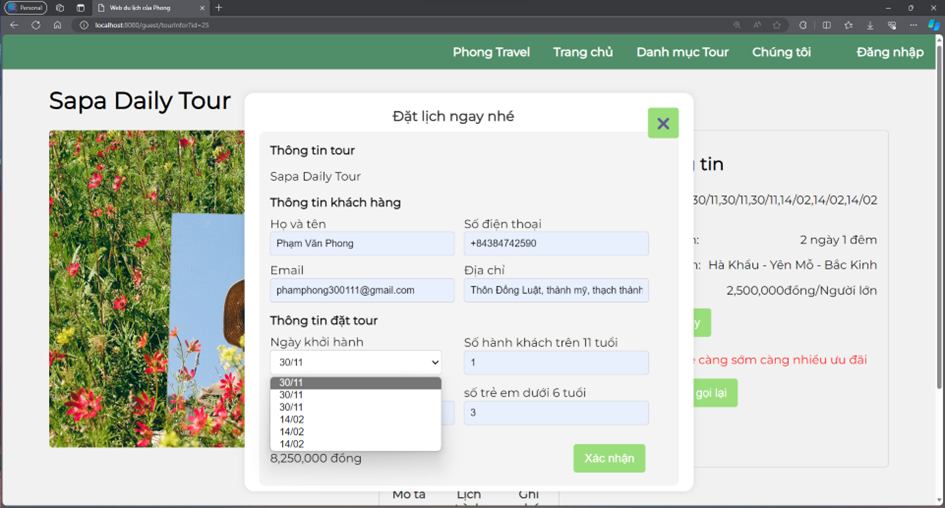 Personal
Web du lịch của Phong
localhost:8080/guest/tourInfor?id=25
Phong Travel Trang chủ Danh mục Tour Chúng tôi Đăng nhập
Sapa Daily Tour
Đặt lịch ngay nhé
Thông tin tour
Sapa Daily Tour
Thông tin khách hàng
Họ và tên Số điện thoại
Phạm Văn Phong +84384742590
Email Địa chỉ
phamphong300111@gmail.com Thôn Đồng Luật, thành mỹ, thạch thành
Thông tin đặt tour
Ngày khởi hành Số hành khách trên 11 tuổi
30/11 1
30/11
30/11
30/11
14/02
14/02
14/02
số trẻ em dưới 6 tuổi
3
8,250,000 đồng
Xác nhận
tin
30/11,30/11,30/11,14/02,14/02,14/02
2 ngày 1 đêm
Hà Khẩu - Yên Mỗ - Bắc Kinh
2,500,000đồng/Người lớn
càng sớm càng nhiều ưu đãi
gọi lại
Mô tả Lịch Ghi